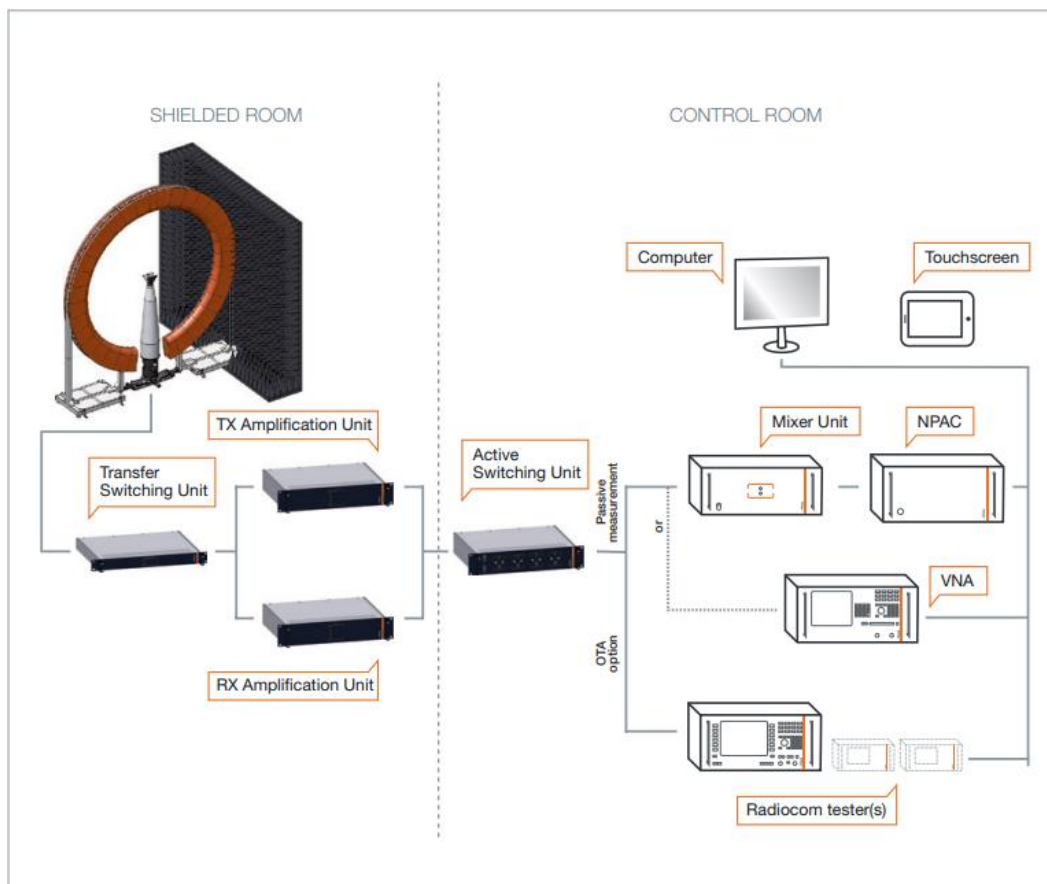 SHIELDED ROOM
CONTROL ROOM
Computer
Touchscreen
TX Amplification Unit
Mixer Unit
NPAC
Transfer
Switching Unit
Active
Switching Unit
Passive
measurement
or
VNA
OTA
option
RX Amplification Unit
Radiocom tester(s)